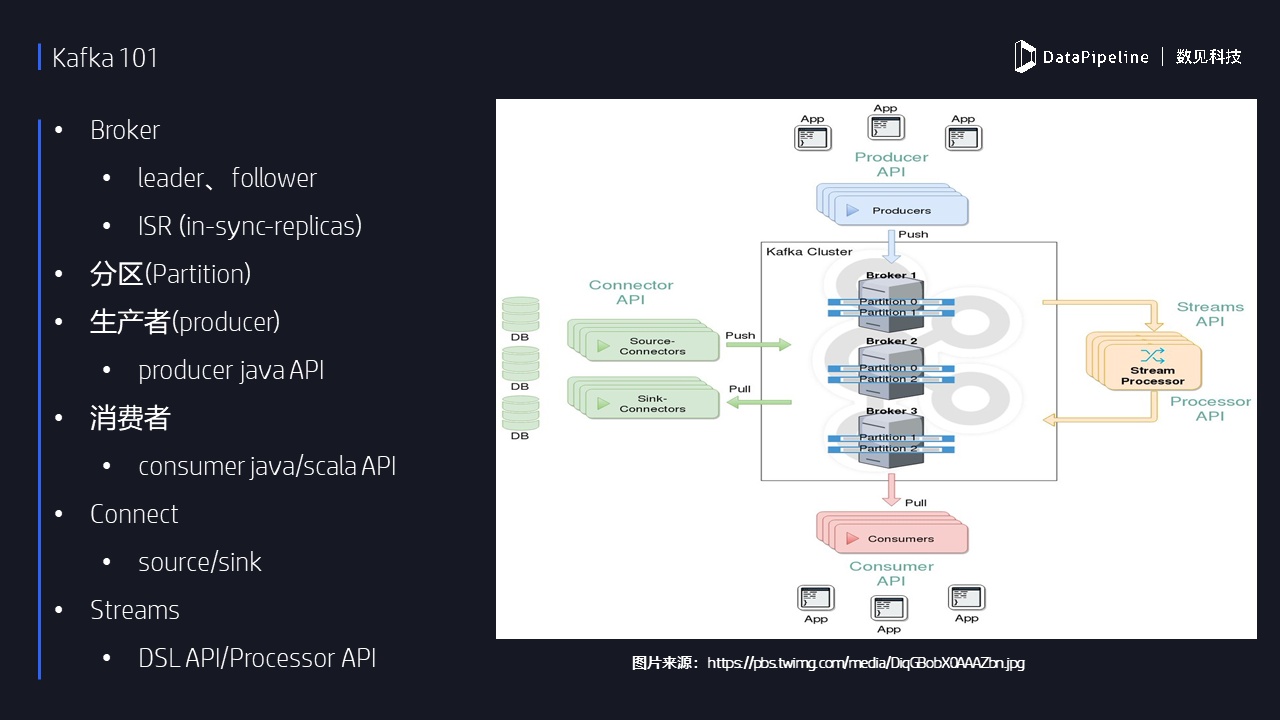 Kafka 101
DataPipeline | 数见科技
• Broker
• leader、follower
• ISR (in-sync-replicas)
• 分区(Partition)
• 生产者(producer)
• producer java API
• 消费者
• consumer java/scala API
• Connect
• source/sink
• Streams
• DSL API/Processor API
App
App
App
Producer
API
Producers
Push
Kafka Cluster
Broker 1
Partition 0
Partition 1
Broker 2
Partition 0
Partition 2
Broker 3
Partition 1
Partition 2
Connector
API
DB
DB
DB
Source-
Connectors
Push
Sink-
Connectors
Pull
Streams
API
Stream
Processor
Processor
API
Pull
Consumers
Consumer
API
App
App
App
图片来源：https://pbs.twimg.com/media/DiqGBobX0AAAZbn.jpg